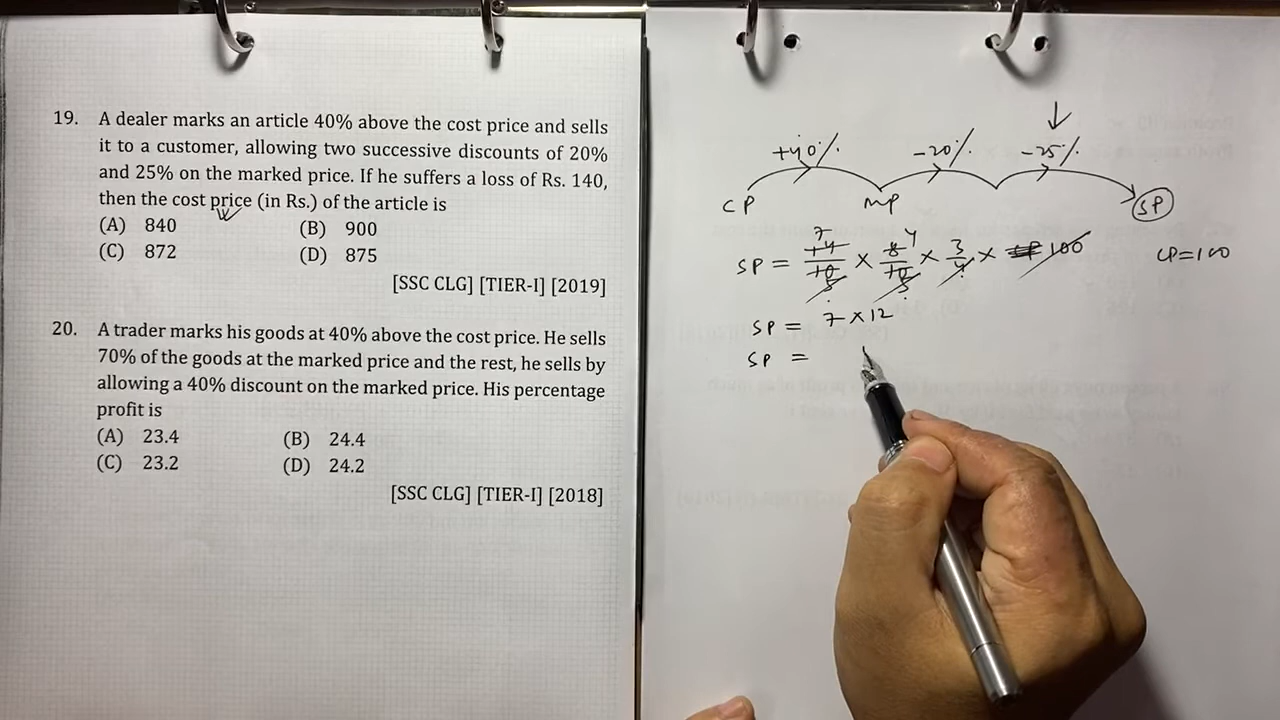 19. A dealer marks an article 40% above the cost price and sells
it to a customer, allowing two successive discounts of 20%
and 25% on the marked price. If he suffers a loss of Rs. 140,
then the cost price (in Rs.) of the article is
(A) 840 (B) 900
(C) 872 (D) 875
[SSC CLG] [TIER-I] [2019]
20. A trader marks his goods at 40% above the cost price. He sells
70% of the goods at the marked price and the rest, he sells by
allowing a 40% discount on the marked price. His percentage
profit is
(A) 23.4 (B) 24.4
(C) 23.2 (D) 24.2
[SSC CLG] [TIER-I] [2018]
+40% -20% -25%
CP MP SP
7 4
SP = 14/10 × 8/10 × 3/4 × 100 CP=100
5 5
SP = 7×12
SP =